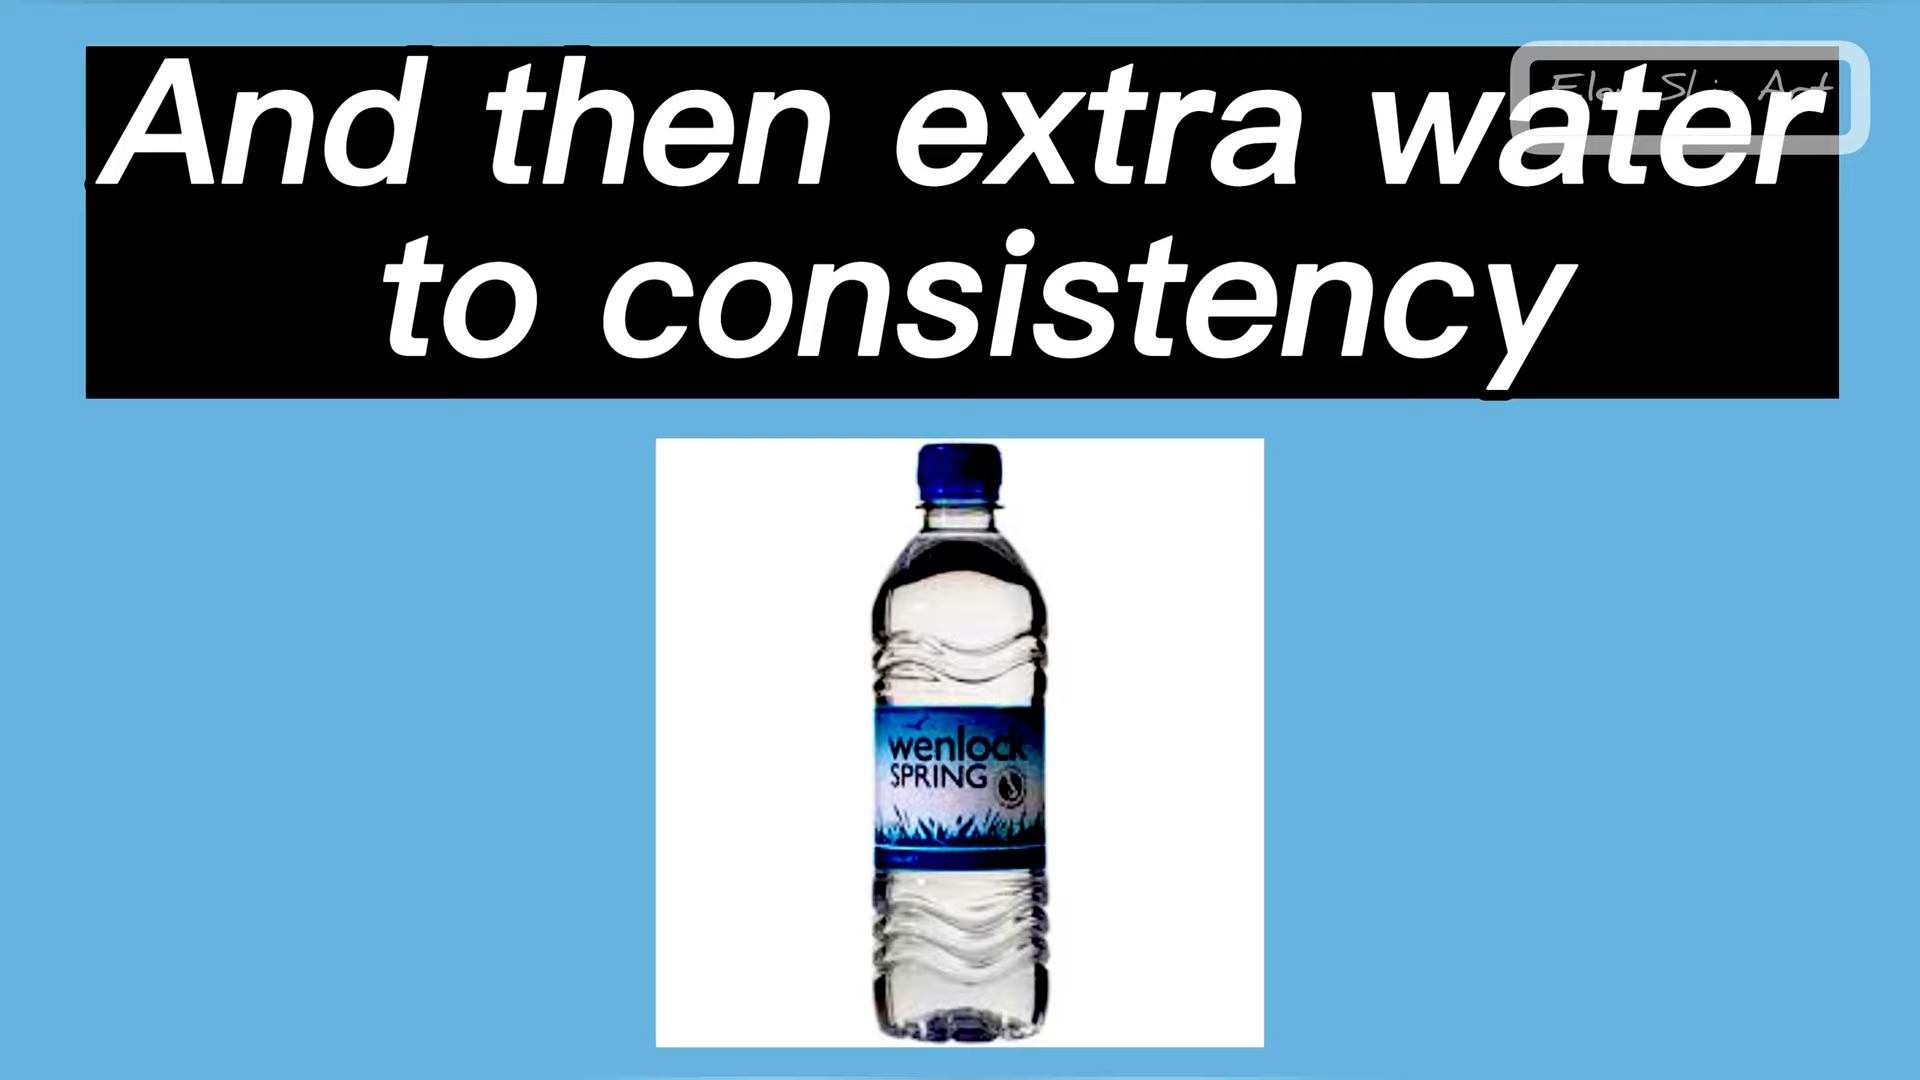 And then extra water
to consistency
wenlock
SPRING